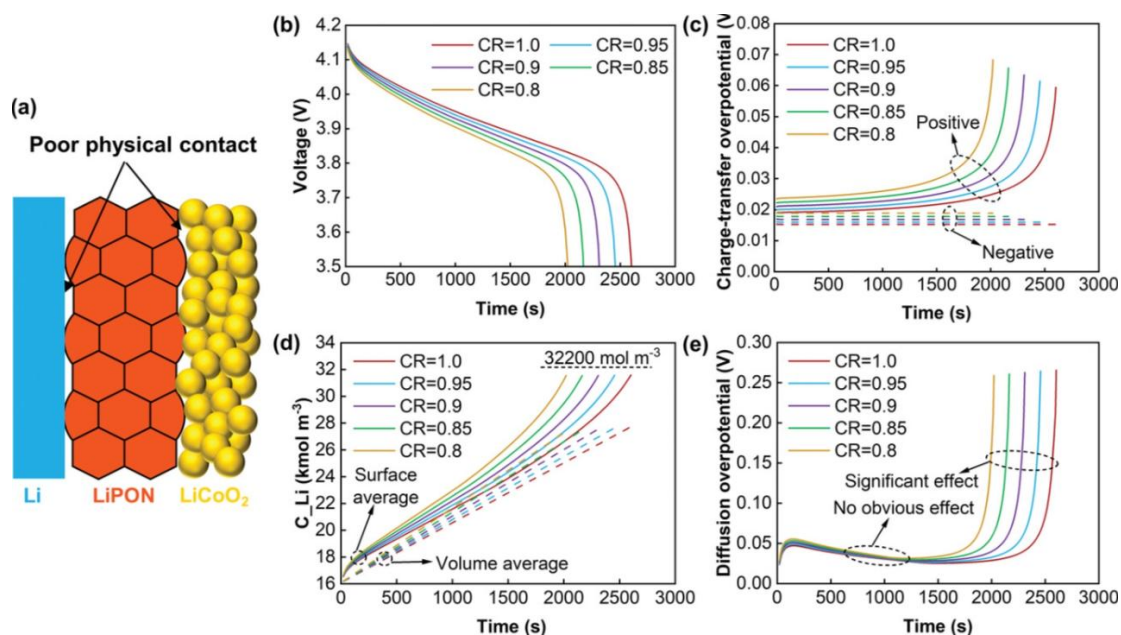 (a)
Poor physical contact
Li
LiPON
LiCoO2
(b)
Voltage (V)
4.1
4.0
3.9
3.8
3.7
3.6
3.5
CR=1.0
CR=0.95
CR=0.9
CR=0.85
CR=0.8
0
500
1000
1500
2000
2500
3000
Time (s)
(c)
Charge-transfer overpotential (V
0.08
0.07
0.06
0.05
0.04
0.03
0.02
0.01
0.00
CR=1.0
CR=0.95
CR=0.9
CR=0.85
CR=0.8
Positive
Negative
0
500
1000
1500
2000
2500
3000
Time (s)
(d)
C_Li (kmol m-3)
34
32
30
28
26
24
22
20
18
16
CR=1.0
CR=0.95
CR=0.9
CR=0.85
CR=0.8
32200 mol m-3
Surface
average
Volume average
0
500
1000
1500
2000
2500
3000
Time (s)
(e)
Diffusion overpotential (V)
0.30
0.25
0.20
0.15
0.10
0.05
0.00
CR=1.0
CR=0.95
CR=0.9
CR=0.85
CR=0.8
Significant effect
No obvious effect
0
500
1000
1500
2000
2500
3000
Time (s)